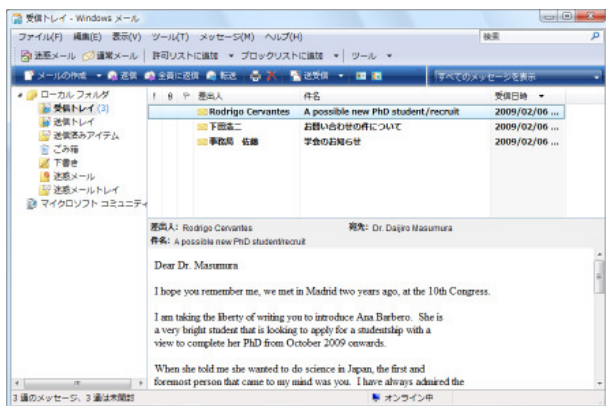 受信トレイ - Windows メール
ファイル(F) 編集(E) 表示(V) ツール(T) メッセージ(M) ヘルプ(H)
検索
迷惑メール 通常メール 許可リストに追加 ブロックリストに追加 ツール
メールの作成 返信 全員に返信 転送 送受信 すべてのメッセージを表示
ローカル フォルダ
受信トレイ (3)
送信トレイ
送信済みアイテム
ごみ箱
下書き
迷惑メール
迷惑メールトレイ
マイクロソフト コミュニティ
! 差出人 件名 受信日時
Rodrigo Cervantes A possible new PhD student/recruit 2009/02/06 ...
下田浩二 お問い合わせの件について 2009/02/06 ...
事務局 佐藤 学会のお知らせ 2009/02/06 ...
差出人: Rodrigo Cervantes 宛先: Dr. Daijiro Masumura
件名: A possible new PhD student/recruit
Dear Dr. Masumura
I hope you remember me, we met in Madrid two years ago, at the 10th Congress.
I am taking the liberty of writing you to introduce Ana Barbero. She is
a very bright student that is looking to apply for a studentship with a
view to complete her PhD from October 2009 onwards.
When she told me she wanted to do science in Japan, the first and
foremost person that came to my mind was you. I have always admired the
3 通のメッセージ、3 通は未開封
オンライン中